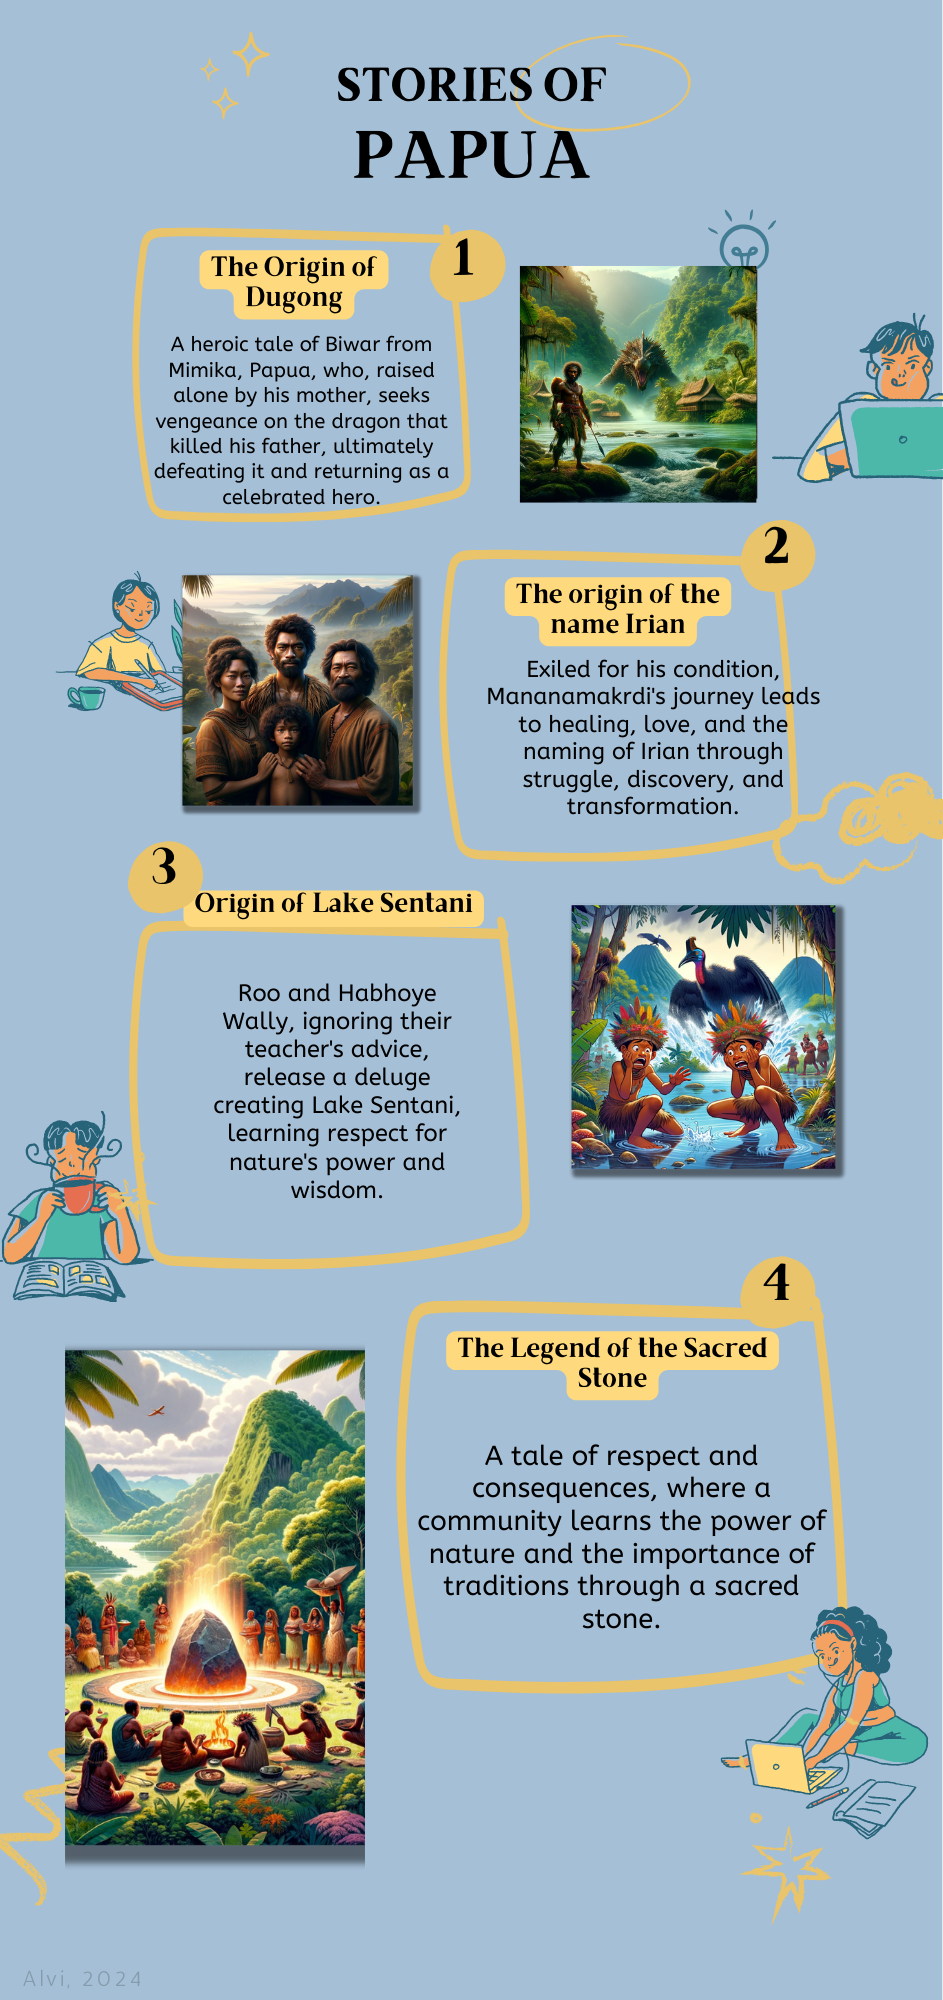 STORIES OF
PAPUA
1
The Origin of
Dugong
A heroic tale of Biwar from
Mimika, Papua, who, raised
alone by his mother, seeks
vengeance on the dragon that
killed his father, ultimately
defeating it and returning as a
celebrated hero.
2
The origin of the
name Irian
Exiled for his condition,
Mananamakrdi's journey leads
to healing, love, and the
naming of Irian through
struggle, discovery, and
transformation.
3
Origin of Lake Sentani
Roo and Habhoye
Wally, ignoring their
teacher's advice,
release a deluge
creating Lake Sentani,
learning respect for
nature's power and
wisdom.
4
The Legend of the Sacred
Stone
A tale of respect and
consequences, where a
community learns the power of
nature and the importance of
traditions through a sacred
stone.
Alvi, 2024